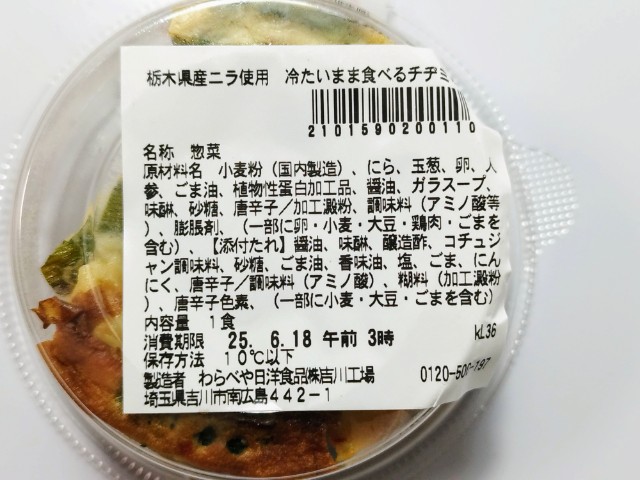 栃木県産ニラ使用 冷たいまま食べるチヂミ
2101590200110
名称 惣菜
原材料名 小麦粉（国内製造）、にら、玉葱、卵、人
参、ごま油、植物性蛋白加工品、醤油、ガラスープ、
味醂、砂糖、唐辛子／加工澱粉、調味料（アミノ酸等
）、膨脹剤、（一部に卵・小麦・大豆・鶏肉・ごまを
含む）、【添付たれ】醤油、味醂、醸造酢、コチュジ
ャン調味料、砂糖、ごま油、香味油、塩、ごま、にん
にく、唐辛子／調味料（アミノ酸）、糊料（加工澱粉
）、唐辛子色素、（一部に小麦・大豆・ごまを含む）
内容量 1食
消費期限 25. 6.18 午前 3時 kL36
保存方法 10℃以下
製造者 わらべや日洋食品㈱吉川工場 0120-500-797
埼玉県吉川市南広島442－1